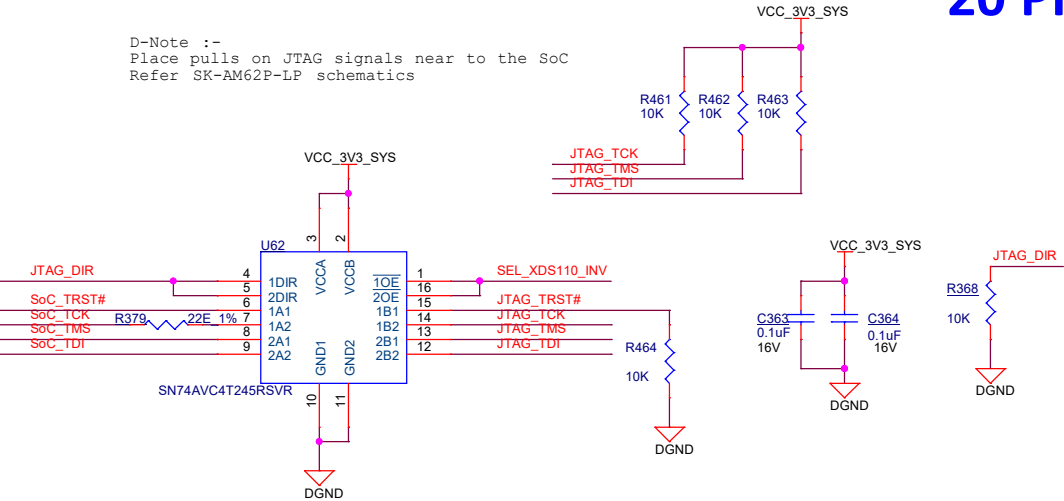 20 PI
VCC_3V3_SYS
D-Note :-
Place pulls on JTAG signals near to the SoC
Refer SK-AM62P-LP schematics
R461
10K
R462
10K
R463
10K
JTAG_TCK
JTAG_TMS
JTAG_TDI
VCC_3V3_SYS
U62
3
2
VCCA
VCCB
JTAG_DIR
4
5
1DIR
2DIR
SoC_TRST#
6
1A1
SoC_TCK
R379
22E_1%
7
1A2
SoC_TMS
8
2A1
SoC_TDI
9
2A2
1OE
1
SEL_XDS110_INV
2OE
16
1B1
15
JTAG_TRST#
1B2
14
JTAG_TCK
2B1
13
JTAG_TMS
2B2
12
JTAG_TDI
GND1
GND2
SN74AVC4T245RSVR
10
11
DGND
R464
10K
DGND
VCC_3V3_SYS
C363
0.1uF
16V
C364
0.1uF
16V
DGND
JTAG_DIR
R368
10K
DGND